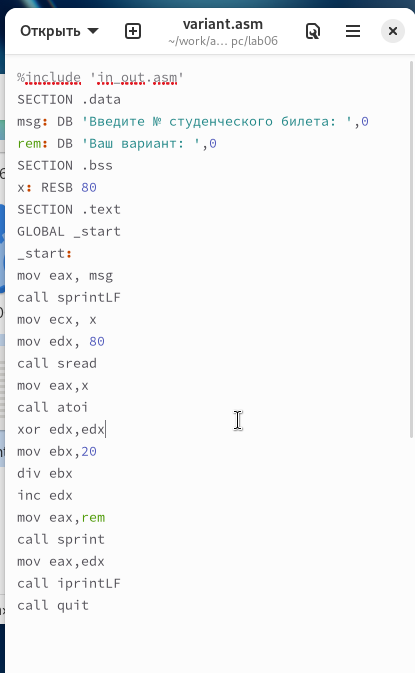 Открыть
variant.asm
~/work/a... pc/lab06
%include 'in_out.asm'
SECTION .data
msg: DB 'Введите № студенческого билета: ',0
rem: DB 'Ваш вариант: ',0
SECTION .bss
x: RESB 80
SECTION .text
GLOBAL _start
_start:
mov eax, msg
call sprintLF
mov ecx, x
mov edx, 80
call sread
mov eax,x
call atoi
xor edx,edx
mov ebx,20
div ebx
inc edx
mov eax,rem
call sprint
mov eax,edx
call iprintLF
call quit